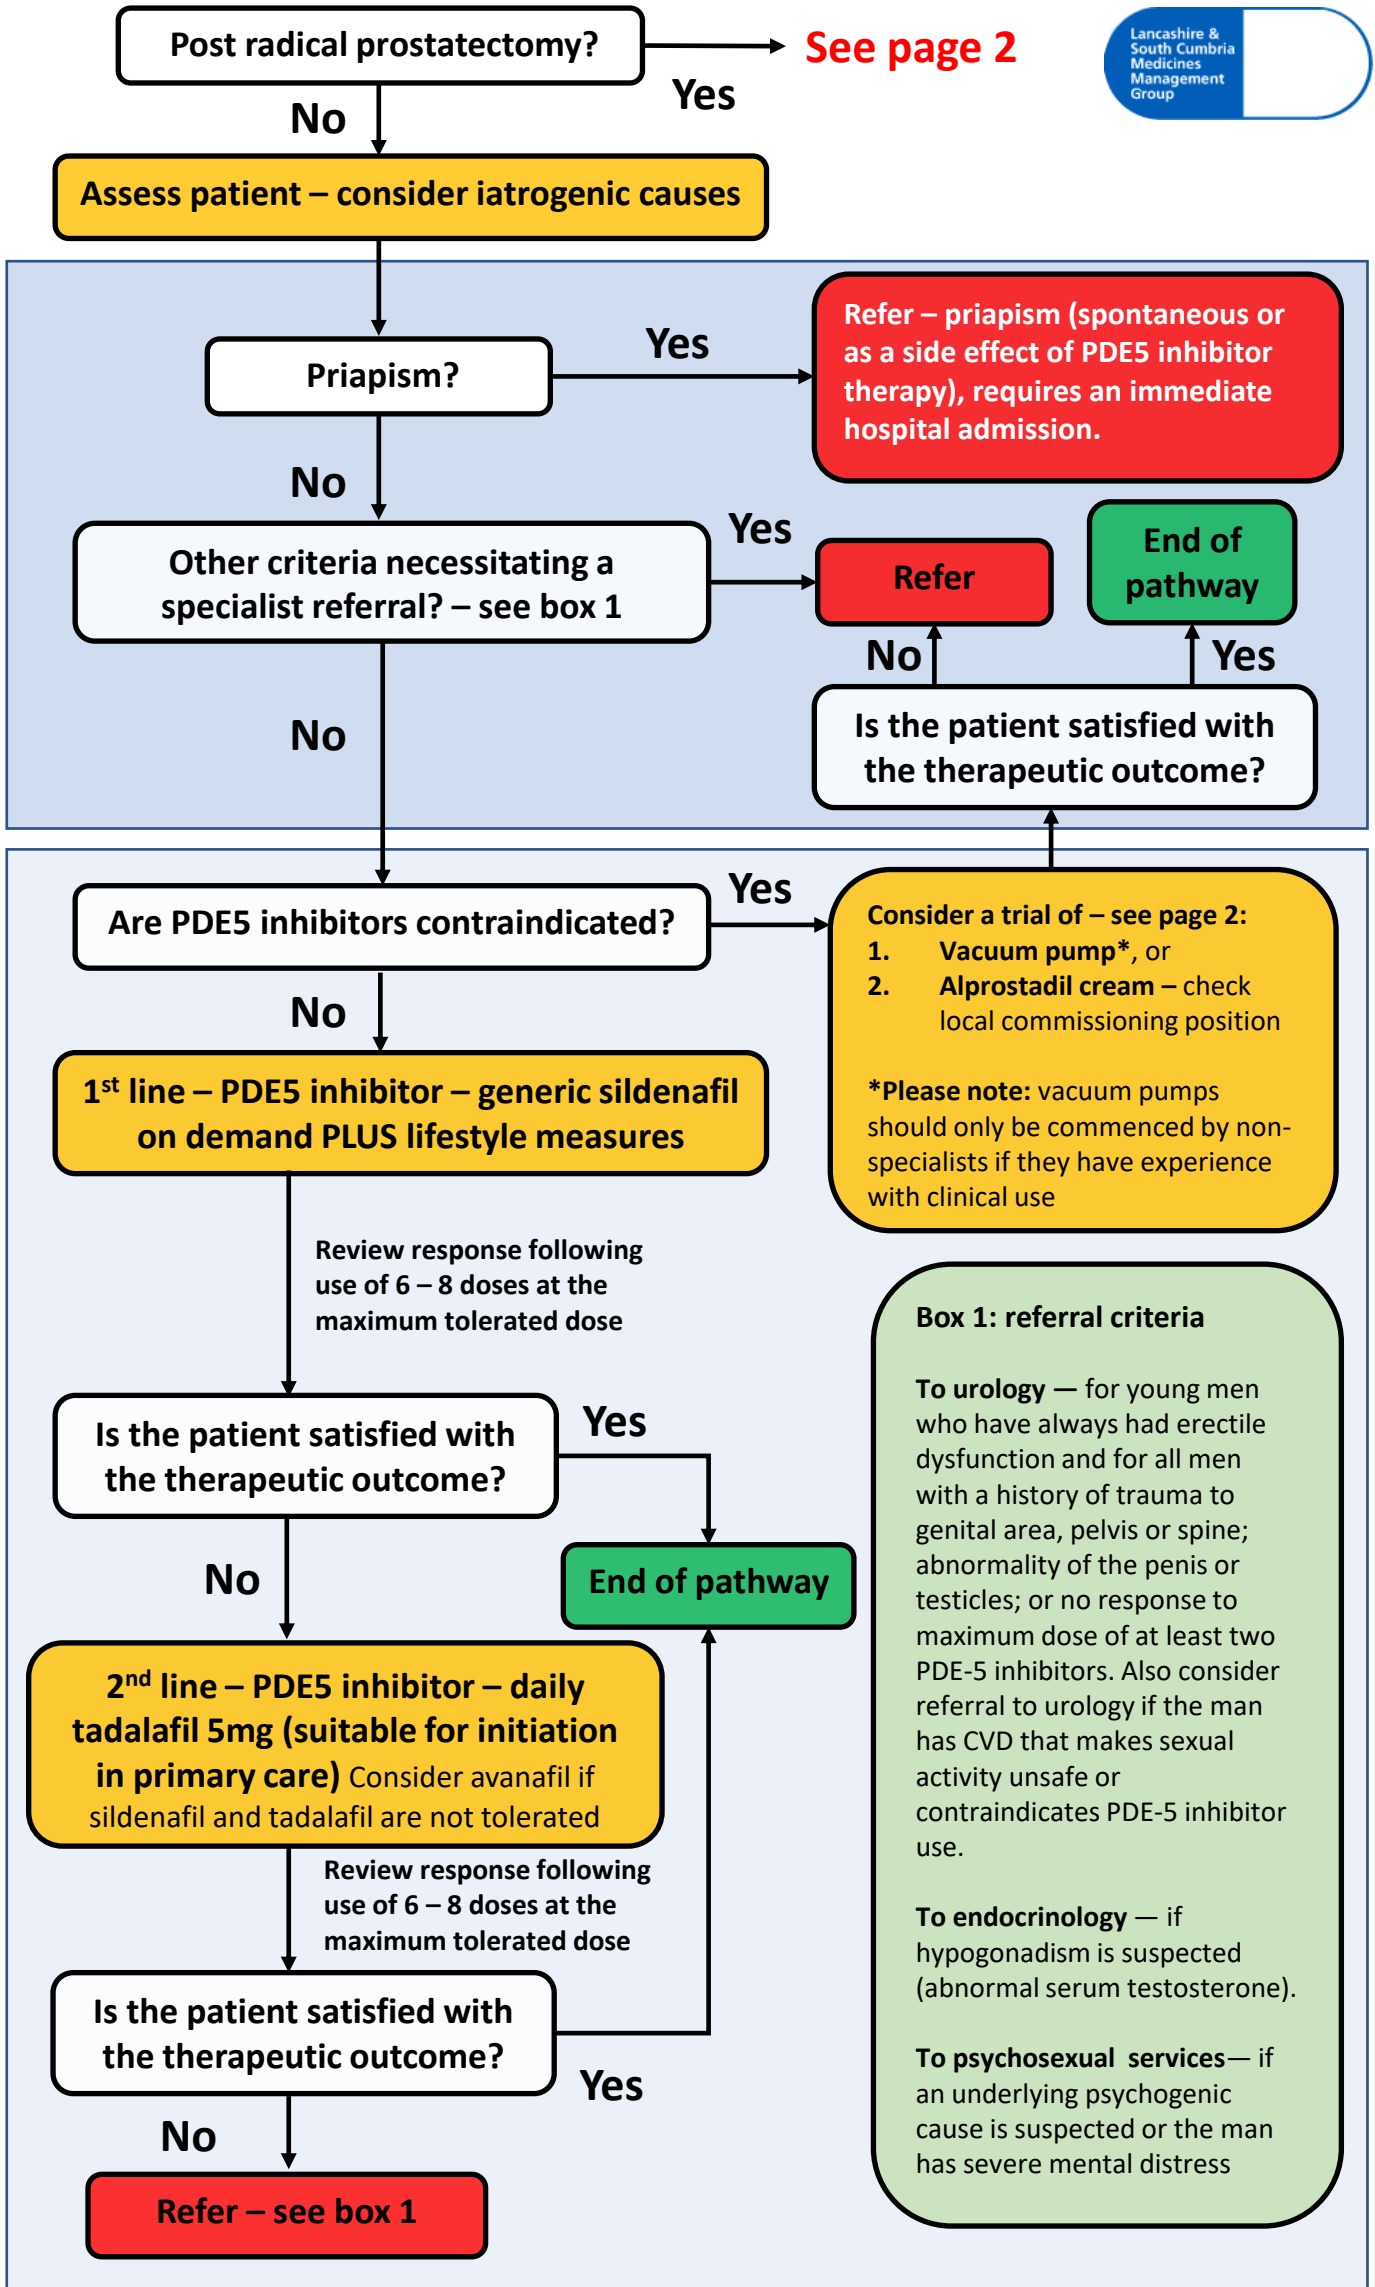 Post radical prostatectomy?
See page 2
Lancashire &
South Cumbria
Medicines
Management
Group
Yes
No
Assess patient – consider iatrogenic causes
Priapism?
Yes
Refer – priapism (spontaneous or
as a side effect of PDE5 inhibitor
therapy), requires an immediate
hospital admission.
No
Other criteria necessitating a
specialist referral? – see box 1
Yes
Refer
End of
pathway
No
Yes
Is the patient satisfied with
the therapeutic outcome?
No
Are PDE5 inhibitors contraindicated?
Yes
Consider a trial of – see page 2:
1. Vacuum pump*, or
2. Alprostadil cream – check
local commissioning position
*Please note: vacuum pumps
should only be commenced by non-
specialists if they have experience
with clinical use
No
1st line – PDE5 inhibitor – generic sildenafil
on demand PLUS lifestyle measures
Review response following
use of 6 – 8 doses at the
maximum tolerated dose
Is the patient satisfied with
the therapeutic outcome?
Yes
No
End of pathway
2nd line – PDE5 inhibitor – daily
tadalafil 5mg (suitable for initiation
in primary care) Consider avanafil if
sildenafil and tadalafil are not tolerated
Review response following
use of 6 – 8 doses at the
maximum tolerated dose
Is the patient satisfied with
the therapeutic outcome?
Yes
No
Refer – see box 1
Box 1: referral criteria
To urology — for young men
who have always had erectile
dysfunction and for all men
with a history of trauma to
genital area, pelvis or spine;
abnormality of the penis or
testicles; or no response to
maximum dose of at least two
PDE-5 inhibitors. Also consider
referral to urology if the man
has CVD that makes sexual
activity unsafe or
contraindicates PDE-5 inhibitor
use.
To endocrinology — if
hypogonadism is suspected
(abnormal serum testosterone).
To psychosexual services— if
an underlying psychogenic
cause is suspected or the man
has severe mental distress